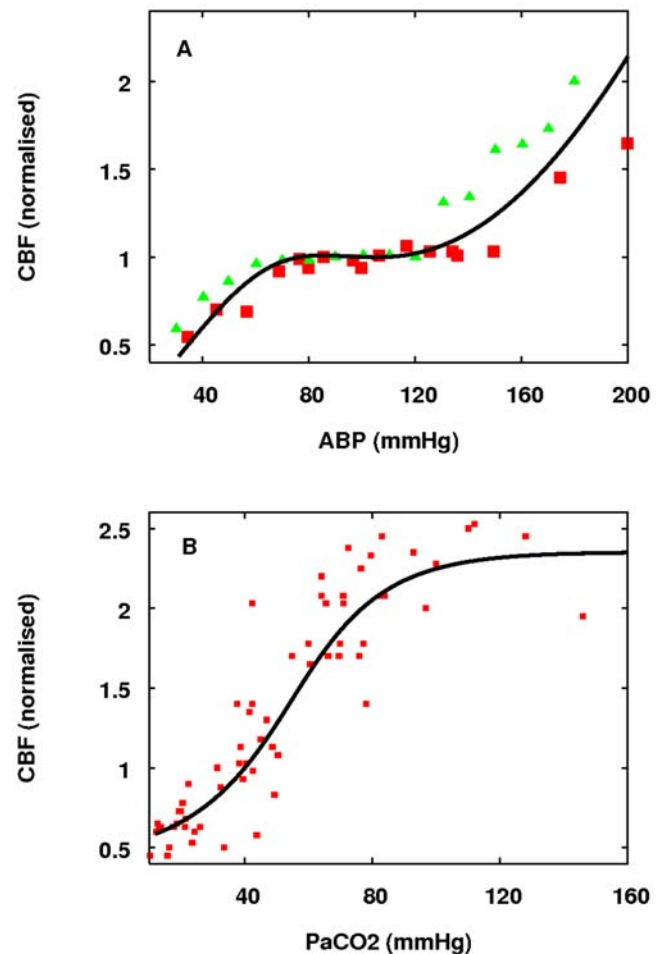 A
2
1.5
1
0.5
CBF (normalised)
40 80 120 160 200
ABP (mmHg)
B
2.5
2
1.5
1
0.5
CBF (normalised)
40 80 120 160
PaCO2 (mmHg)